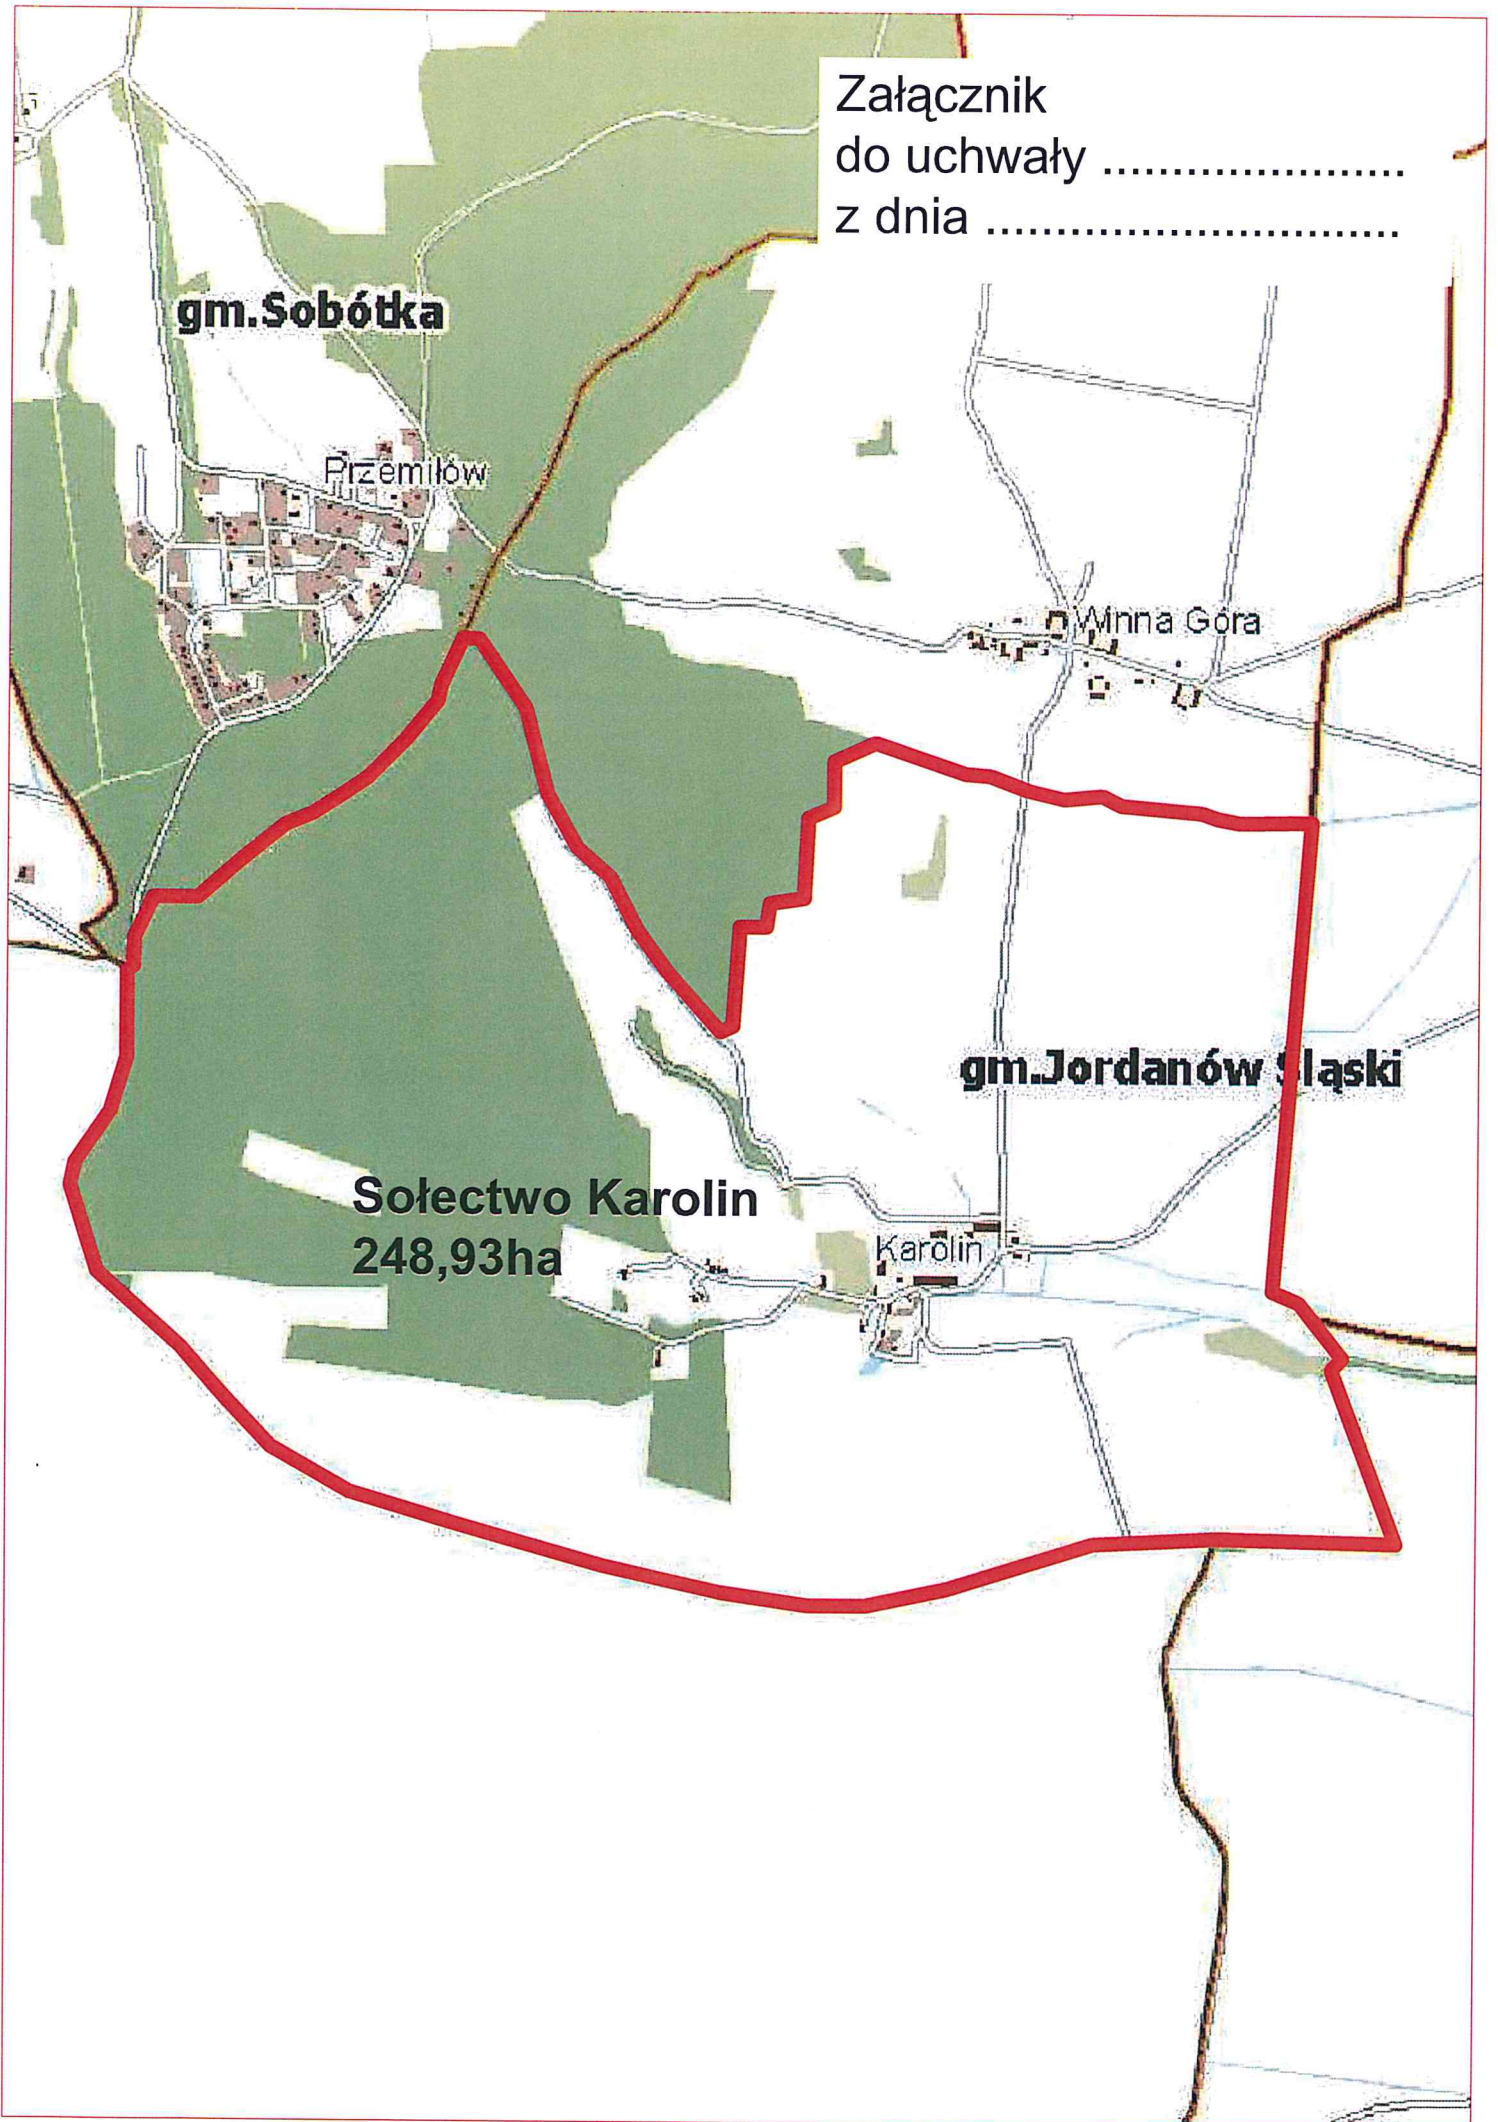 Załącznik
do uchwały ......................
z dnia ..............................
gm.Sobótka
Przemiłów
Winna Góra
gm.Jordanów Śląski
Sołectwo Karolin
248,93ha
Karolin